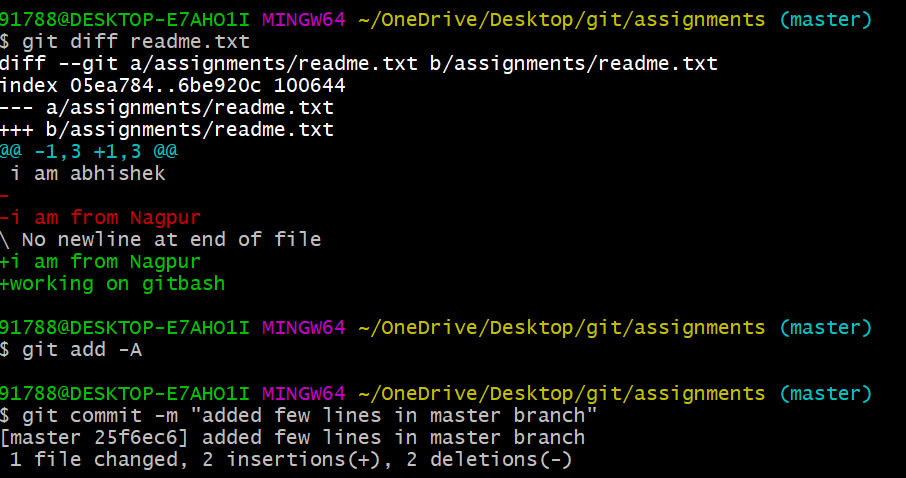 91788@DESKTOP-E7AHO1I MINGW64 ~/OneDrive/Desktop/git/assignments (master)
$ git diff readme.txt
diff --git a/assignments/readme.txt b/assignments/readme.txt
index 05ea784..6be920c 100644
--- a/assignments/readme.txt
+++ b/assignments/readme.txt
@@ -1,3 +1,3 @@
 i am abhishek
-
-i am from Nagpur
\ No newline at end of file
+i am from Nagpur
+working on gitbash

91788@DESKTOP-E7AHO1I MINGW64 ~/OneDrive/Desktop/git/assignments (master)
$ git add -A

91788@DESKTOP-E7AHO1I MINGW64 ~/OneDrive/Desktop/git/assignments (master)
$ git commit -m "added few lines in master branch"
[master 25f6ec6] added few lines in master branch
 1 file changed, 2 insertions(+), 2 deletions(-)